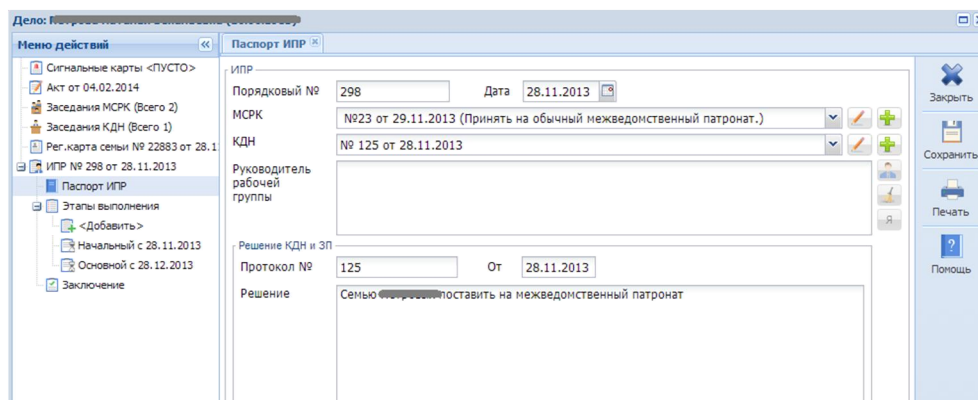 Дело:
Меню действий
Паспорт ИПР
Сигнальные карты <ПУСТО>
Акт от 04.02.2014
Заседания МСРК (Всего 2)
Заседания КДН (Всего 1)
Рег.карта семьи № 22883 от 28.1
ИПР № 298 от 28.11.2013
Паспорт ИПР
Этапы выполнения
<Добавить>
Начальный с 28.11.2013
Основной с 28.12.2013
Заключение
ИПР
Порядковый № 298 Дата 28.11.2013
МСРК №23 от 29.11.2013 (Принять на обычный межведомственный патронат.)
КДН № 125 от 28.11.2013
Руководитель
рабочей
группы
Я
Решение КДН и ЗП
Протокол № 125 От 28.11.2013
Решение Семью поставить на межведомственный патронат
Закрыть
Сохранить
Печать
?
Помощь